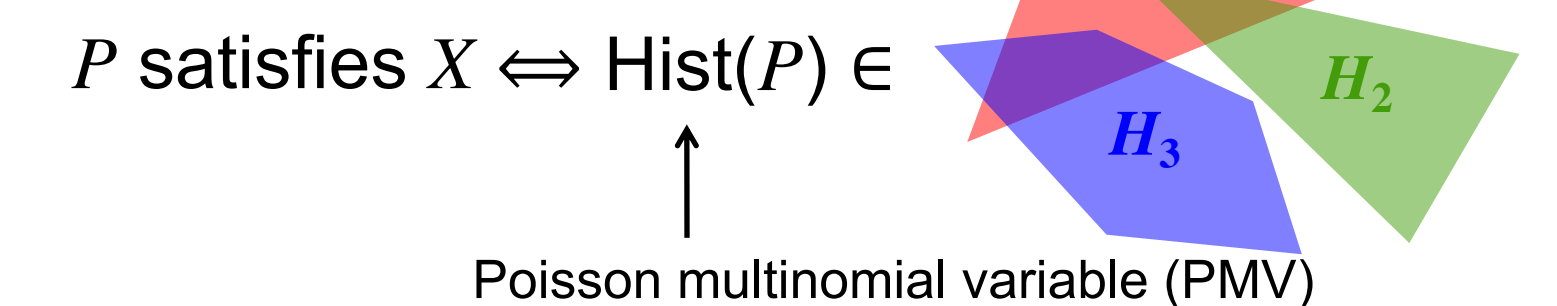 P satisfies X ⟺ Hist(P) ∈
H₂
H₃
Poisson multinomial variable (PMV)